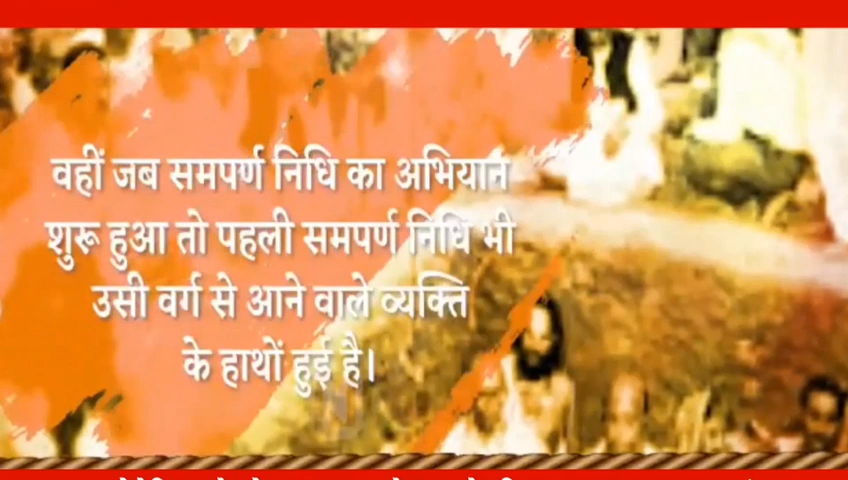 वहीं जब समपर्ण निधि का अभियान
शुरू हुआ तो पहली समपर्ण निधि भी
उसी वर्ग से आने वाले व्यक्ति
के हाथों हुई है।